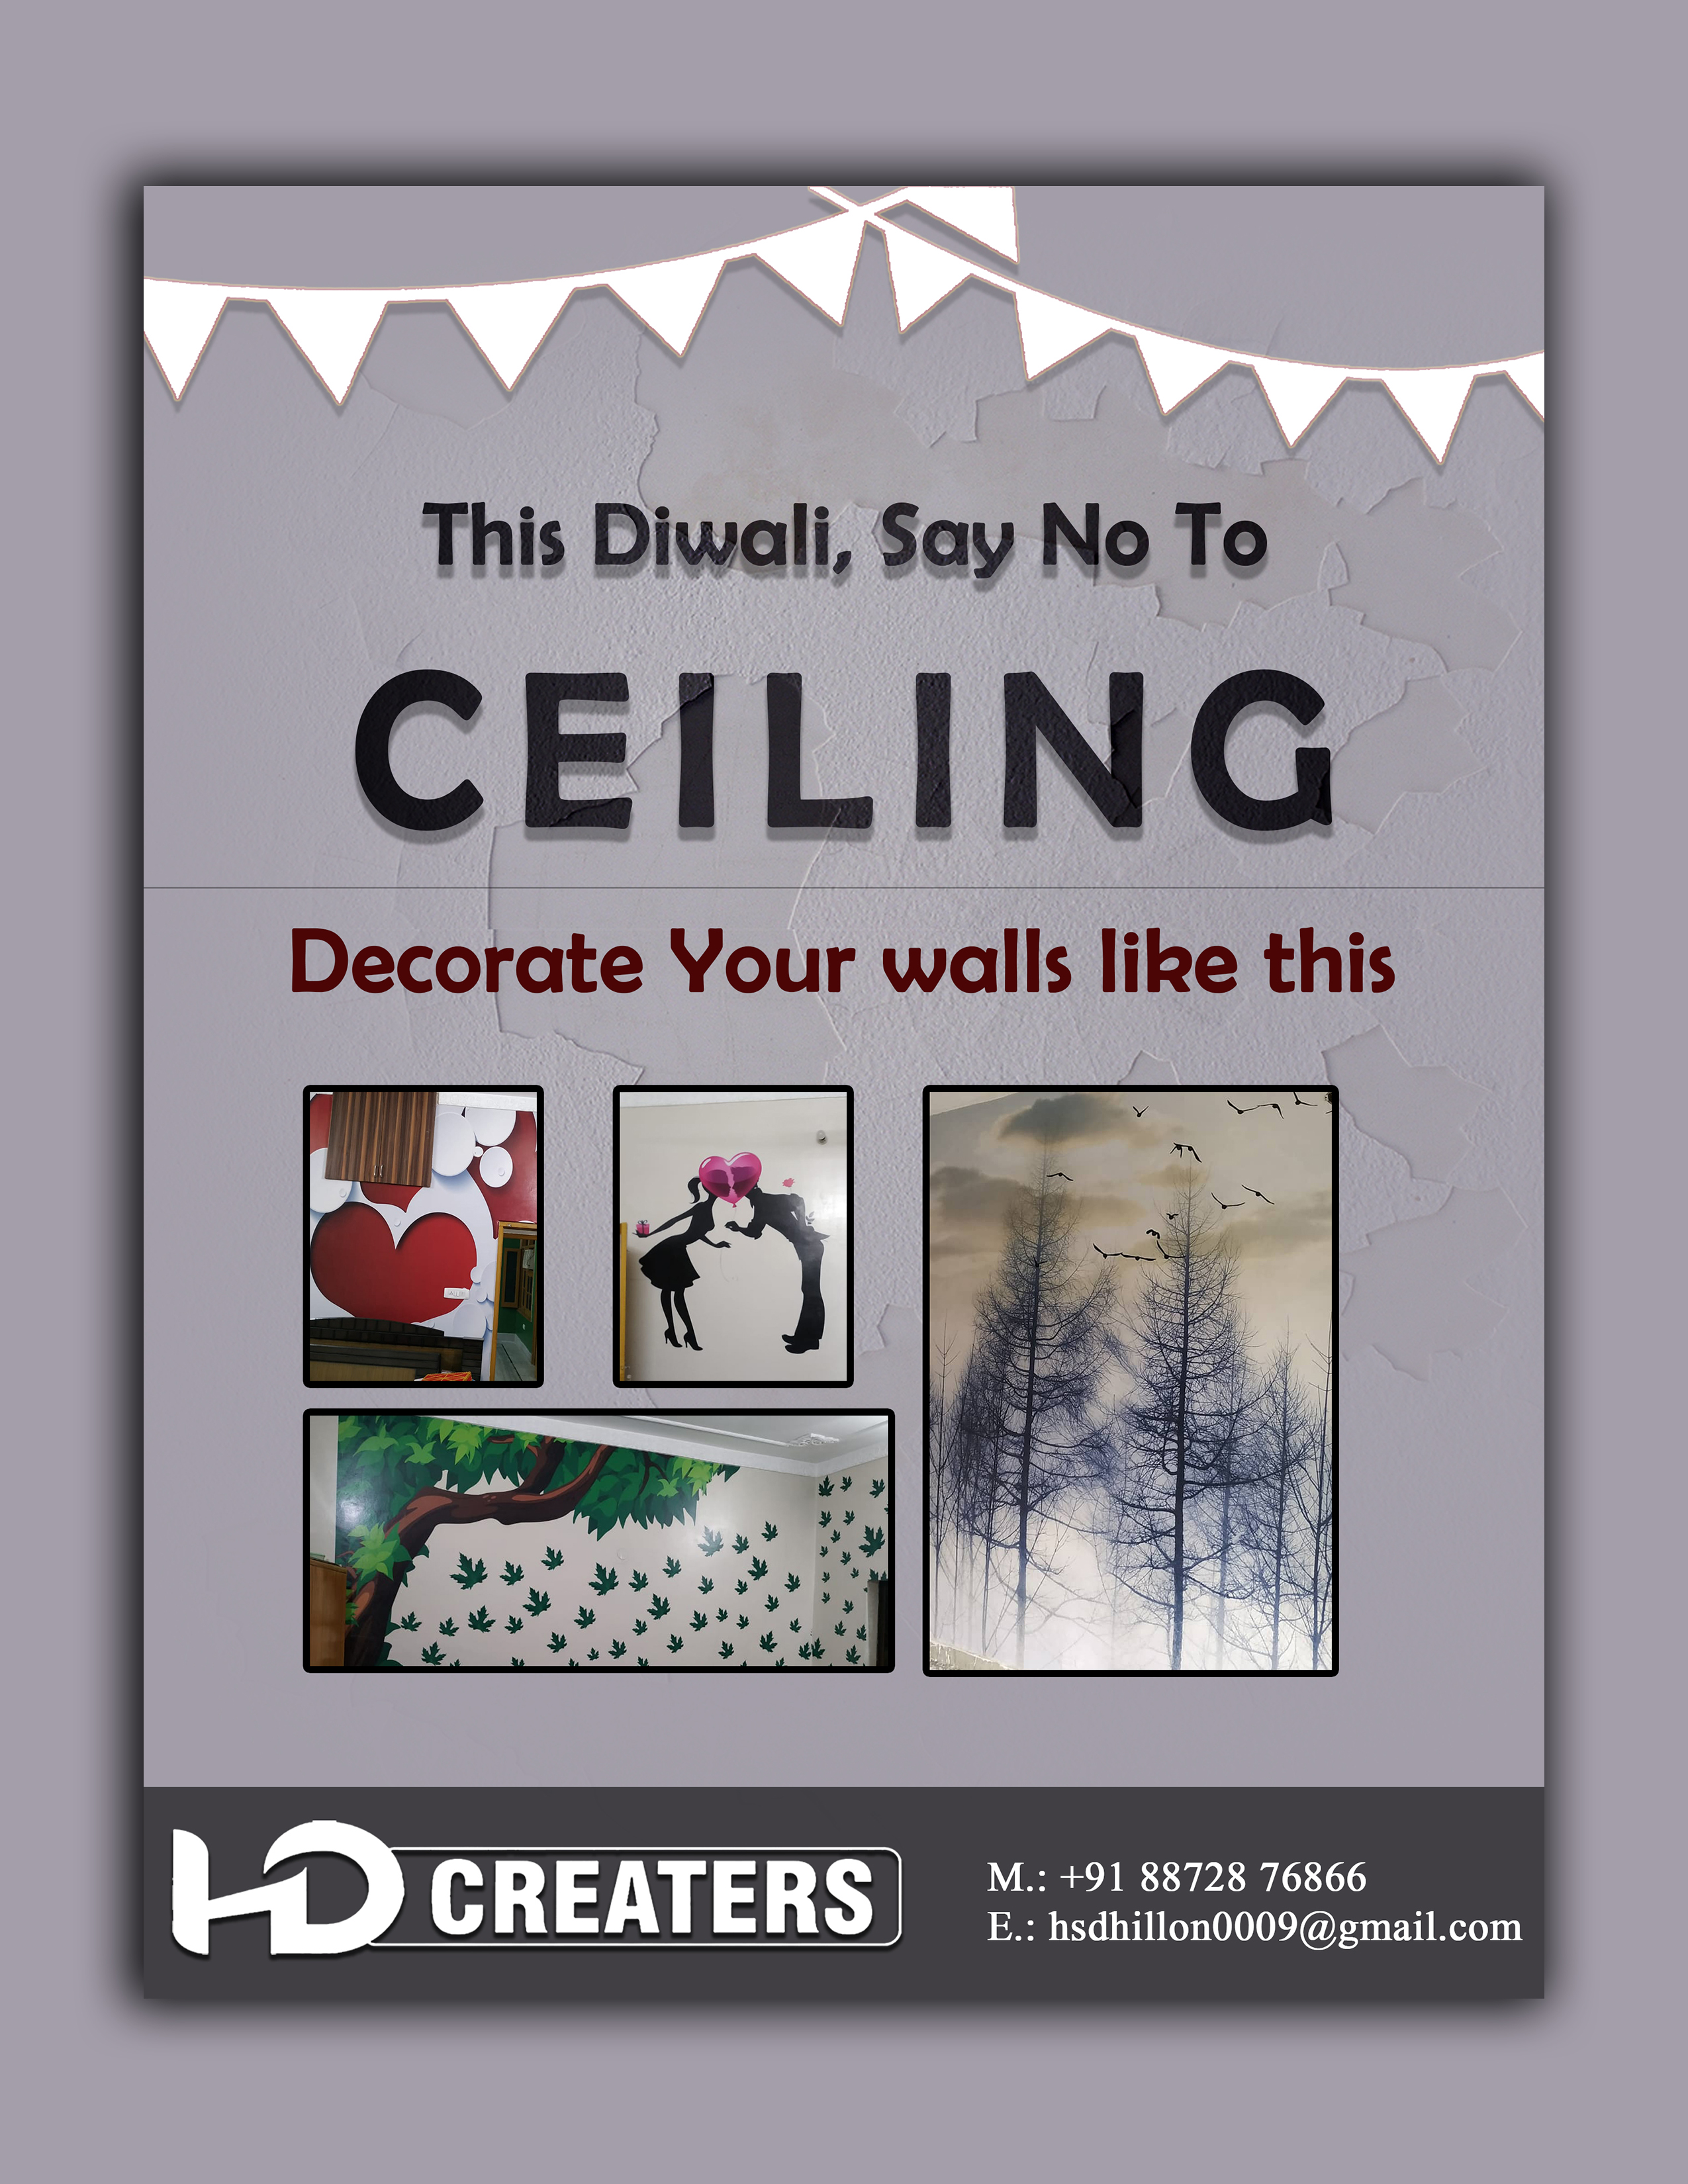 This Diwali, Say No To
CEILING
Decorate Your walls like this
HD CREATERS
M.: +91 88728 76866
E.: hsdhillon0009@gmail.com